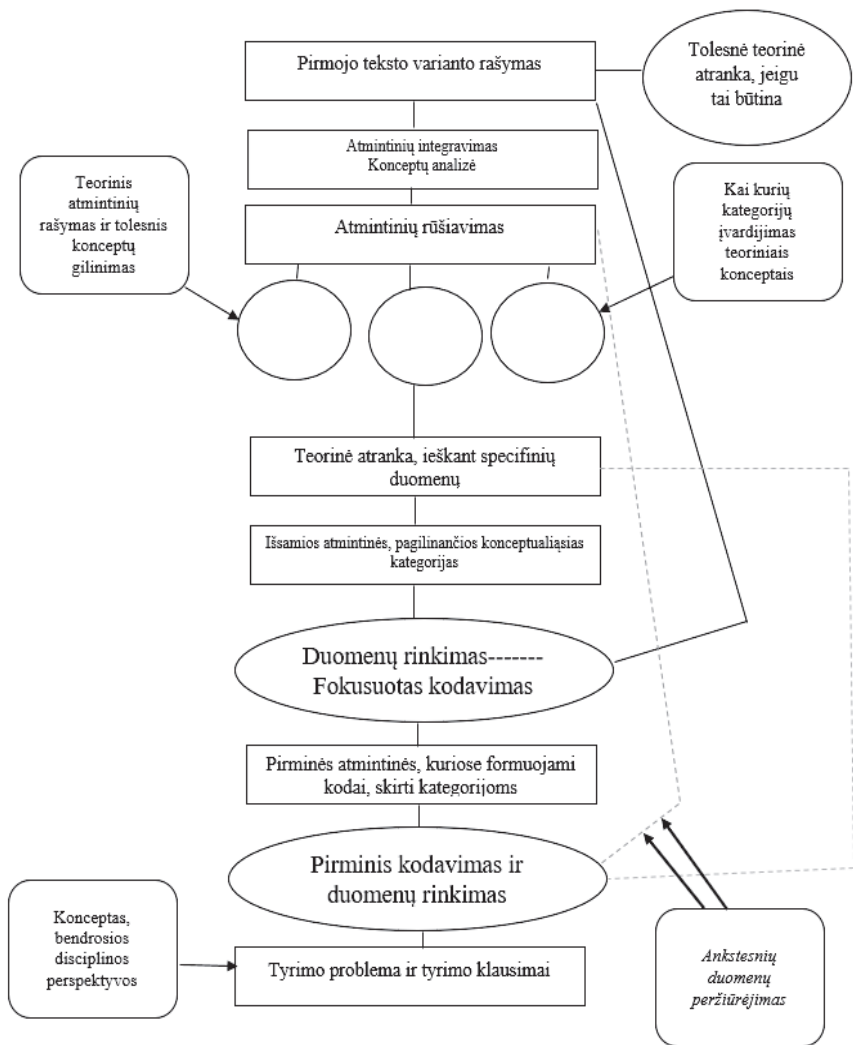 Pirmojo teksto varianto rašymas
Tolesnė teorinė
atranka, jeigu
tai būtina
Atmintinių integravimas
Konceptų analizė
Teorinis
atmintinių
rašymas ir tolesnis
konceptų
gilinimas
Kai kurių
kategorijų
įvardijimas
teoriniais
konceptais
Atmintinių rūšiavimas
Teorinė atranka, ieškant specifinių
duomenų
Išsamios atmintinės, pagilinančios konceptualiąsias
kategorijas
Duomenų rinkimas-------
Fokusuotas kodavimas
Pirminės atmintinės, kuriose formuojami
kodai, skirti kategorijoms
Pirminis kodavimas ir
duomenų rinkimas
Konceptas,
bendrosios
disciplinos
perspektyvos
Tyrimo problema ir tyrimo klausimai
Ankstesnių
duomenų
peržiūrėjimas